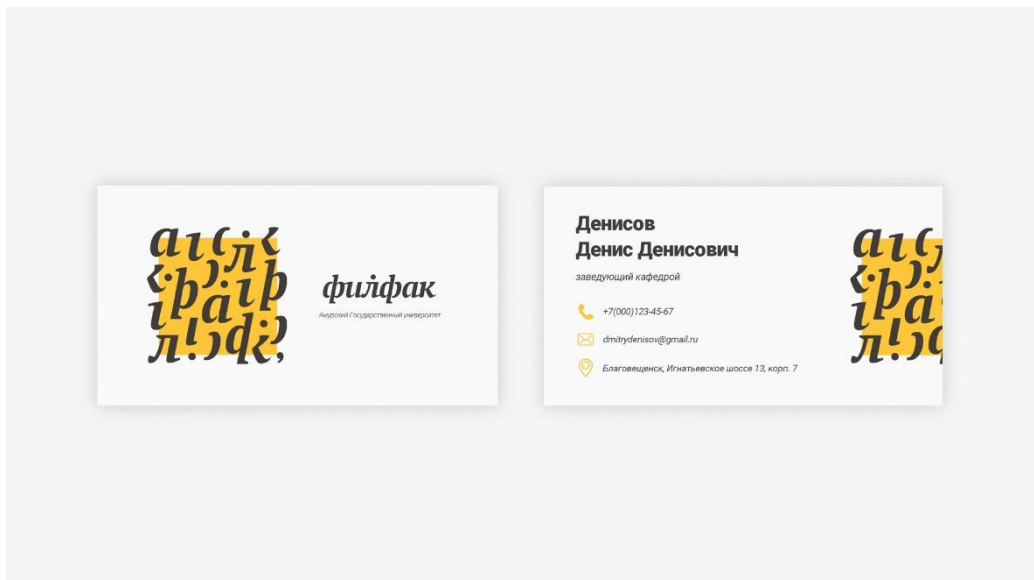 филфак
Амурский Государственный университет
Денисов
Денис Денисович
заведующий кафедрой
+7(000)123-45-67
dmitrydenisov@gmail.ru
Благовещенск, Игнатьевское шоссе 13, корп. 7